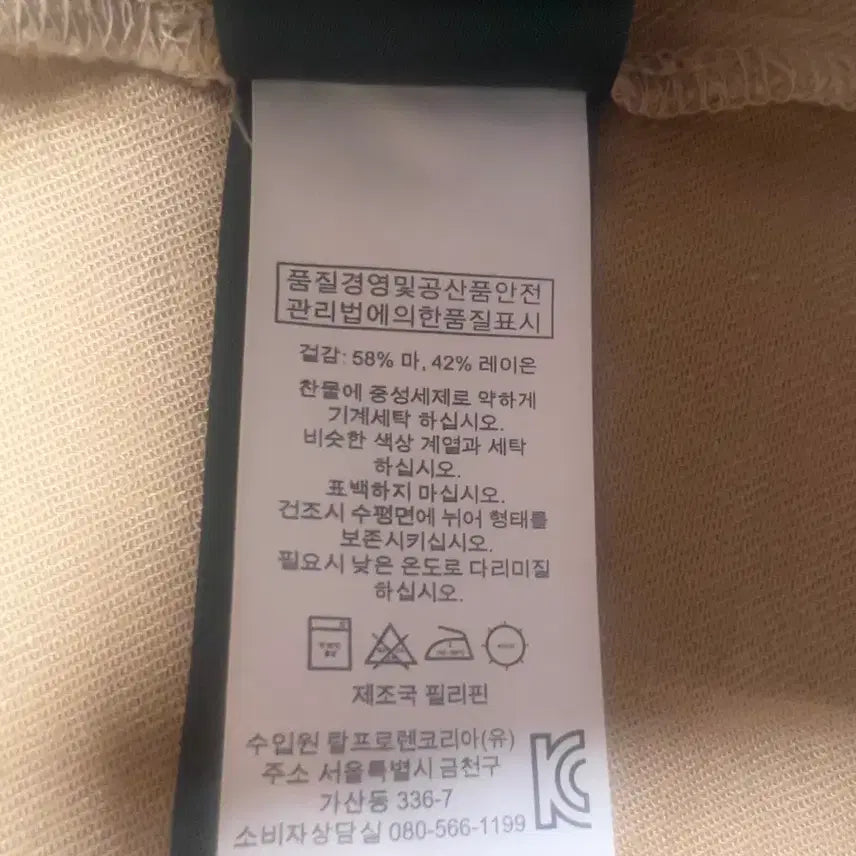 품질경영및공산품안전
관리법에의한품질표시
겉감: 58% 마, 42% 레이온
찬물에 중성세제로 약하게
기계세탁 하십시오.
비슷한 색상 계열과 세탁
하십시오.
표백하지 마십시오.
건조시 수평면에 뉘어 형태를
보존시키십시오.
필요시 낮은 온도로 다리미질
하십시오.
제조국 필리핀
수입원 랄프로렌코리아(유)
주소 서울특별시 금천구
가산동 336-7
소비자상담실 080-566-1199